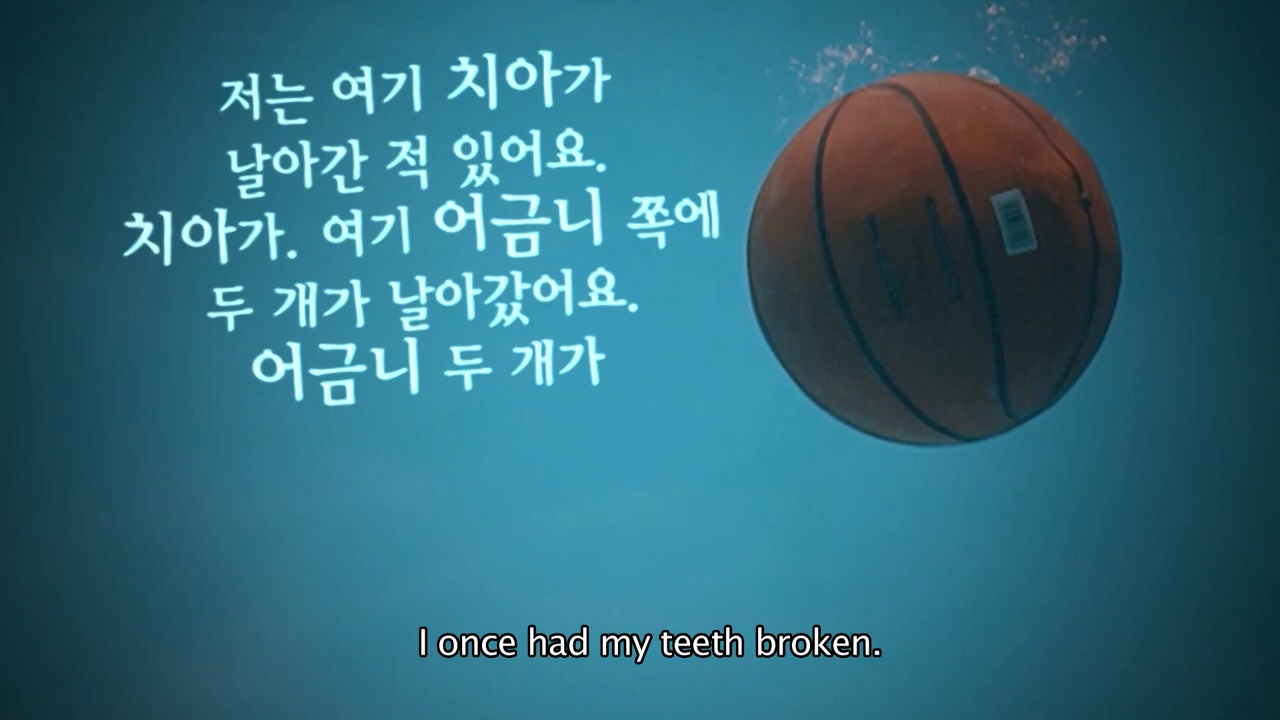 저는 여기 치아가
날아간 적 있어요.
치아가. 여기 어금니 쪽에
두 개가 날아갔어요.
어금니 두 개가
I once had my teeth broken.